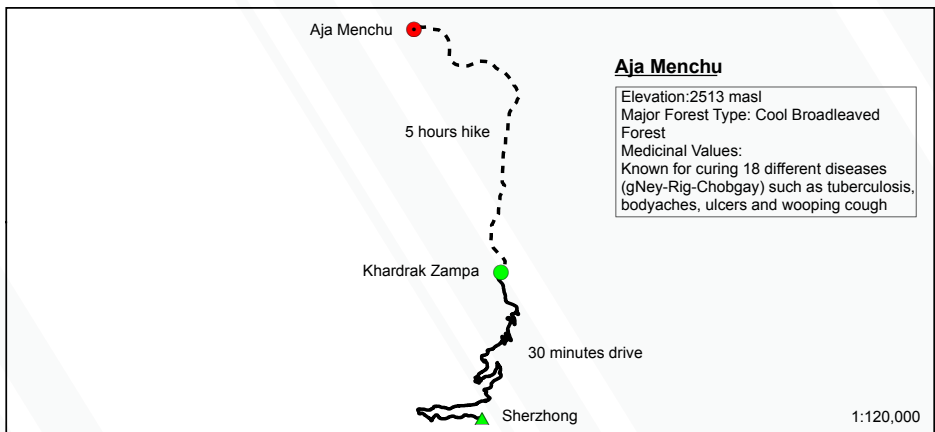 Aja Menchu
Aja Menchu
Elevation:2513 masl
Major Forest Type: Cool Broadleaved
Forest
Medicinal Values:
Known for curing 18 different diseases
(gNey-Rig-Chobgay) such as tuberculosis,
bodyaches, ulcers and wooping cough
5 hours hike
Khardrak Zampa
30 minutes drive
Sherzhong
1:120,000